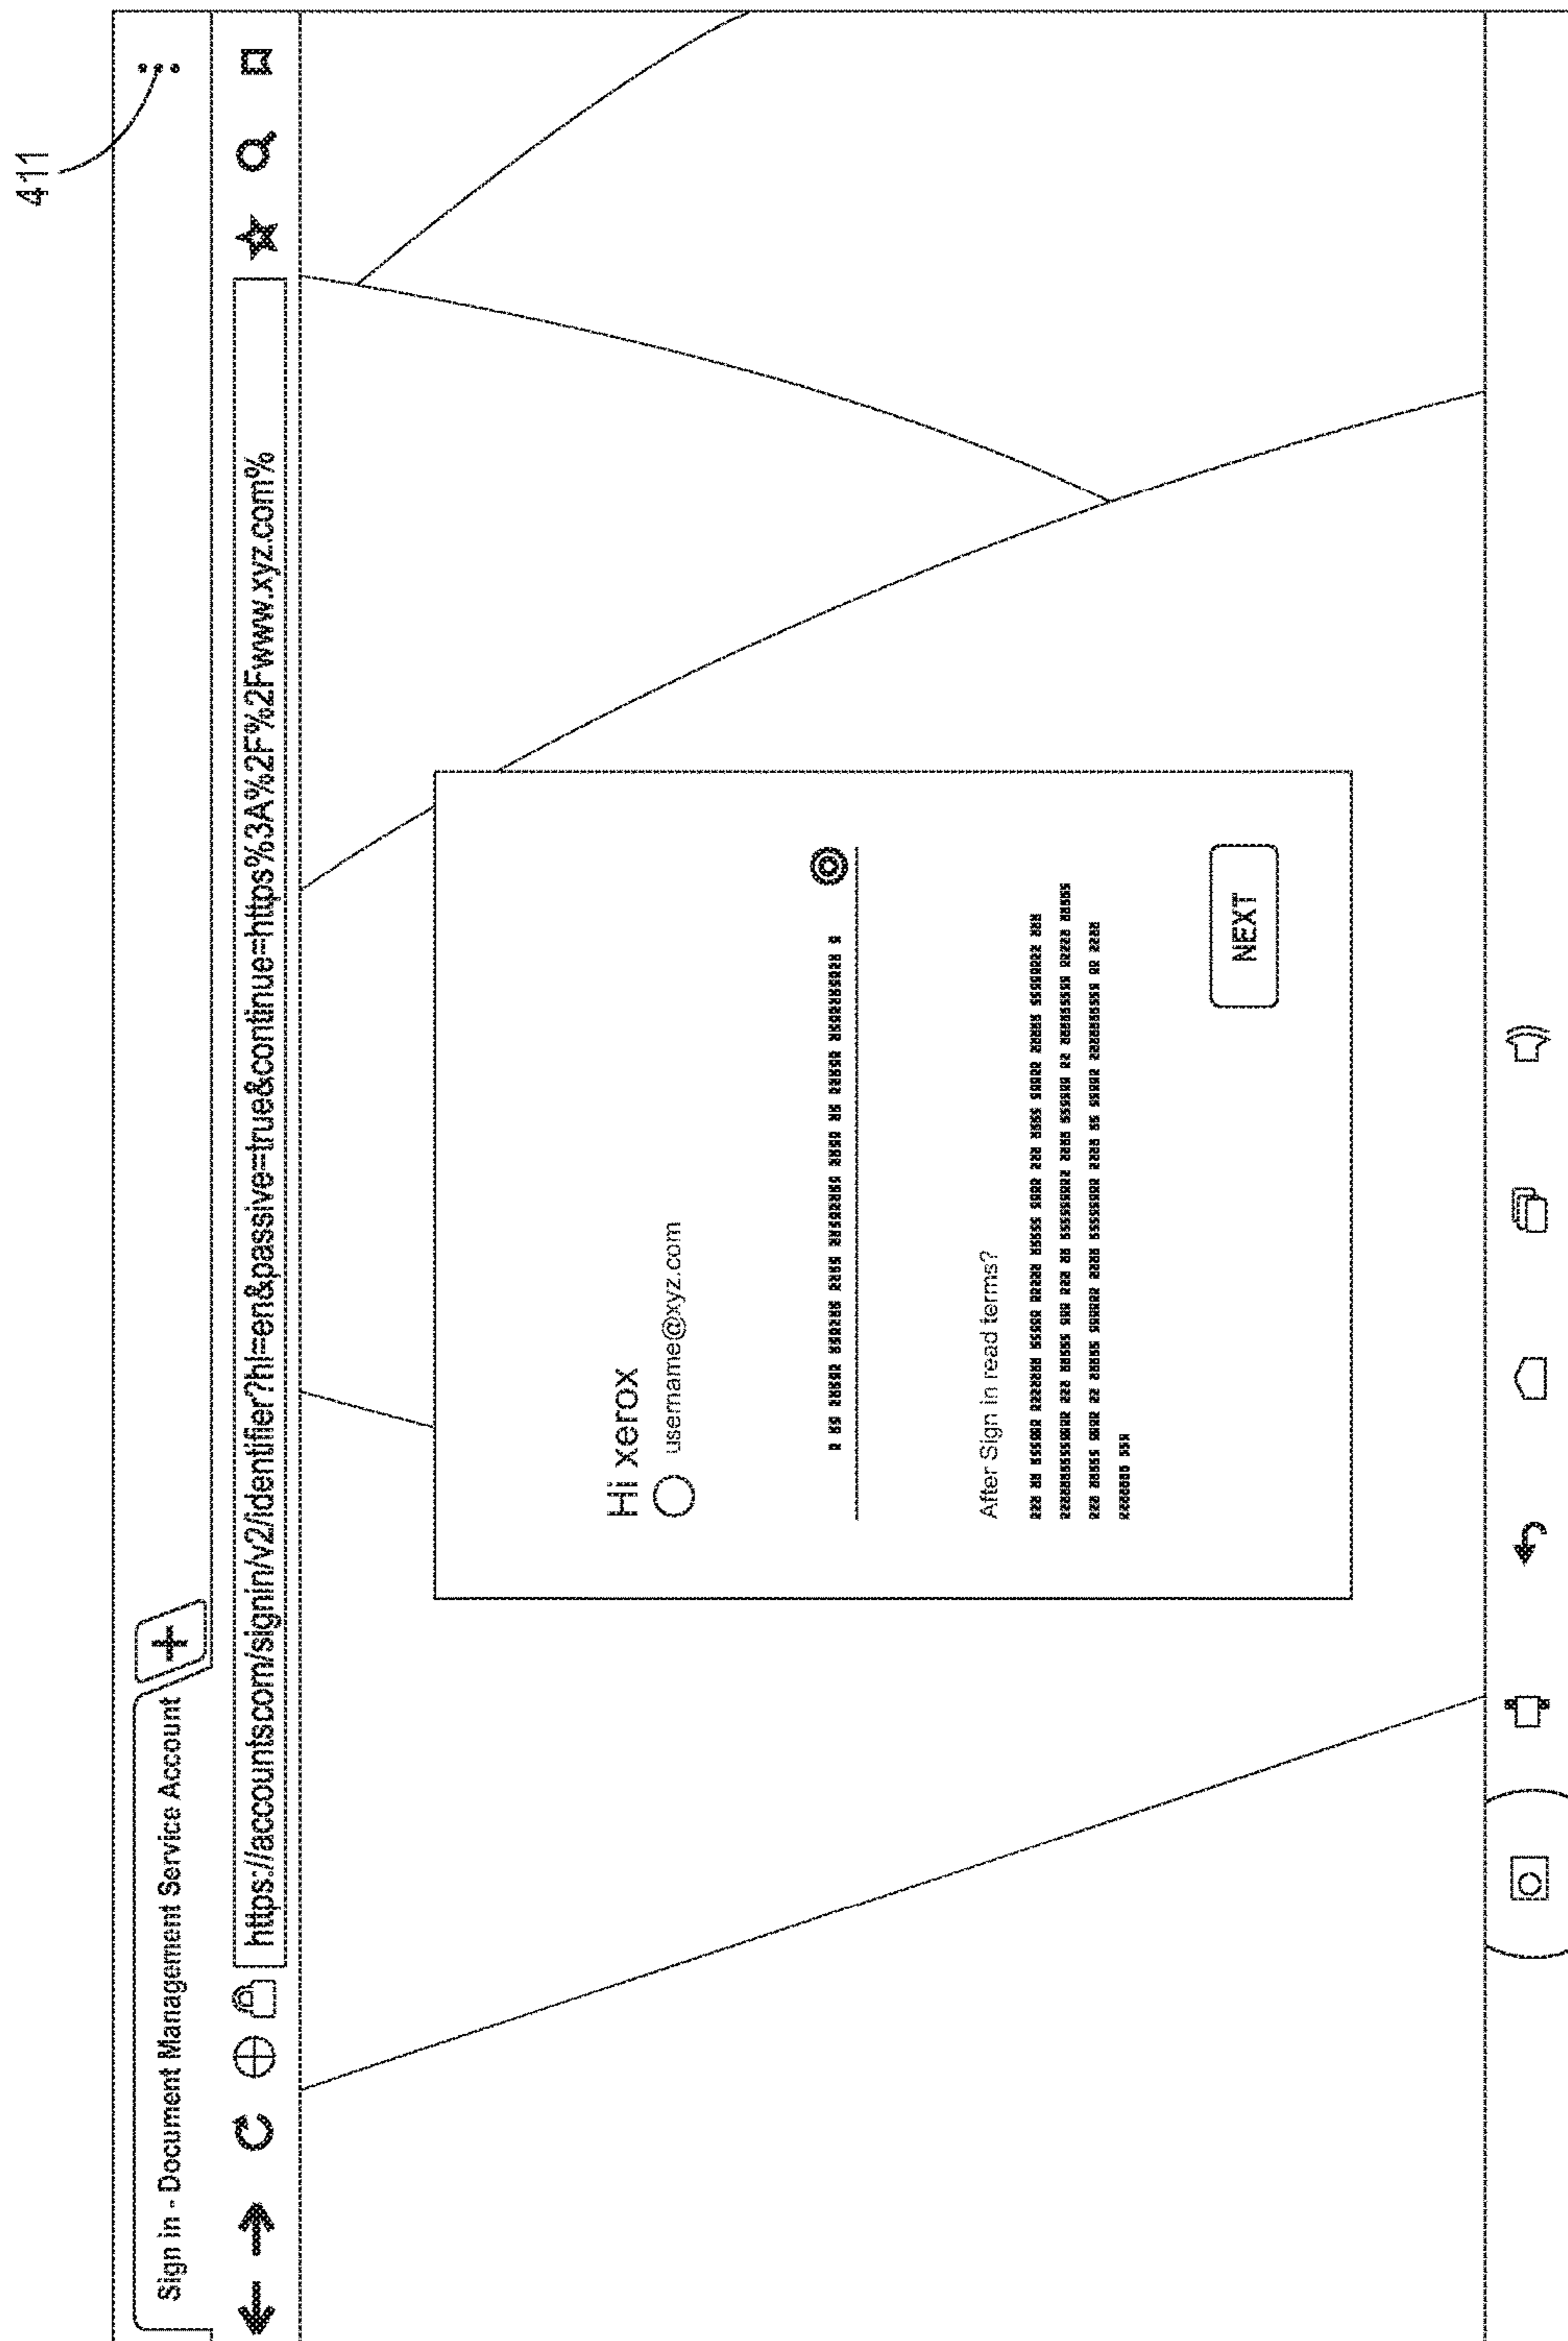 411
Sign in - Document Management Service Account
https://accountscom/signin/v2/identifier?hl=en&passive=true&continue=https%3A%2F%2Fwww.xyz.com%
Hi xerox
username@xyz.com
After Sign in read terms?
NEXT